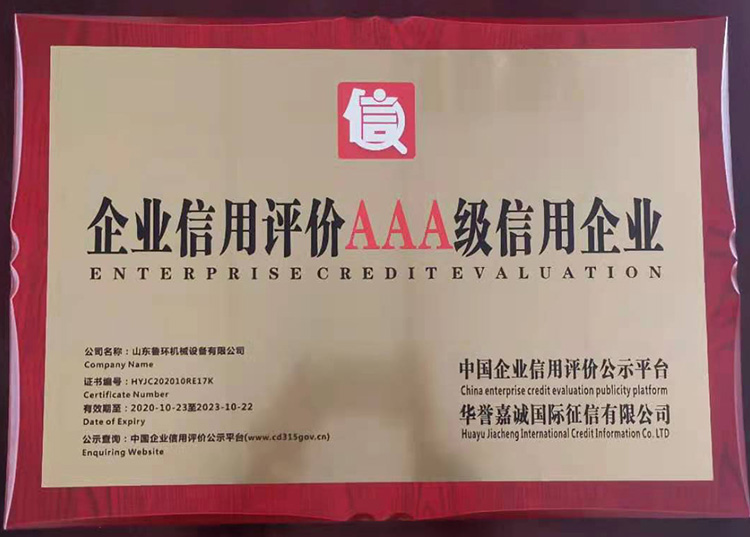 信
企业信用评价AAA级信用企业
ENTERPRISE CREDIT EVALUATION
公司名称：山东鲁环机械设备有限公司
Company Name
证书编号：HYJC202010RE17K
Certificate Number
有效期至：2020-10-23至2023-10-22
Date of Expiry
公示查询：中国企业信用评价公示平台(www.cd315gov.cn)
Enquiring Website
中国企业信用评价公示平台
China enterprise credit evaluation publicity platform
华誉嘉诚国际征信有限公司
Huayu Jiacheng International Credit Information Co. LTD